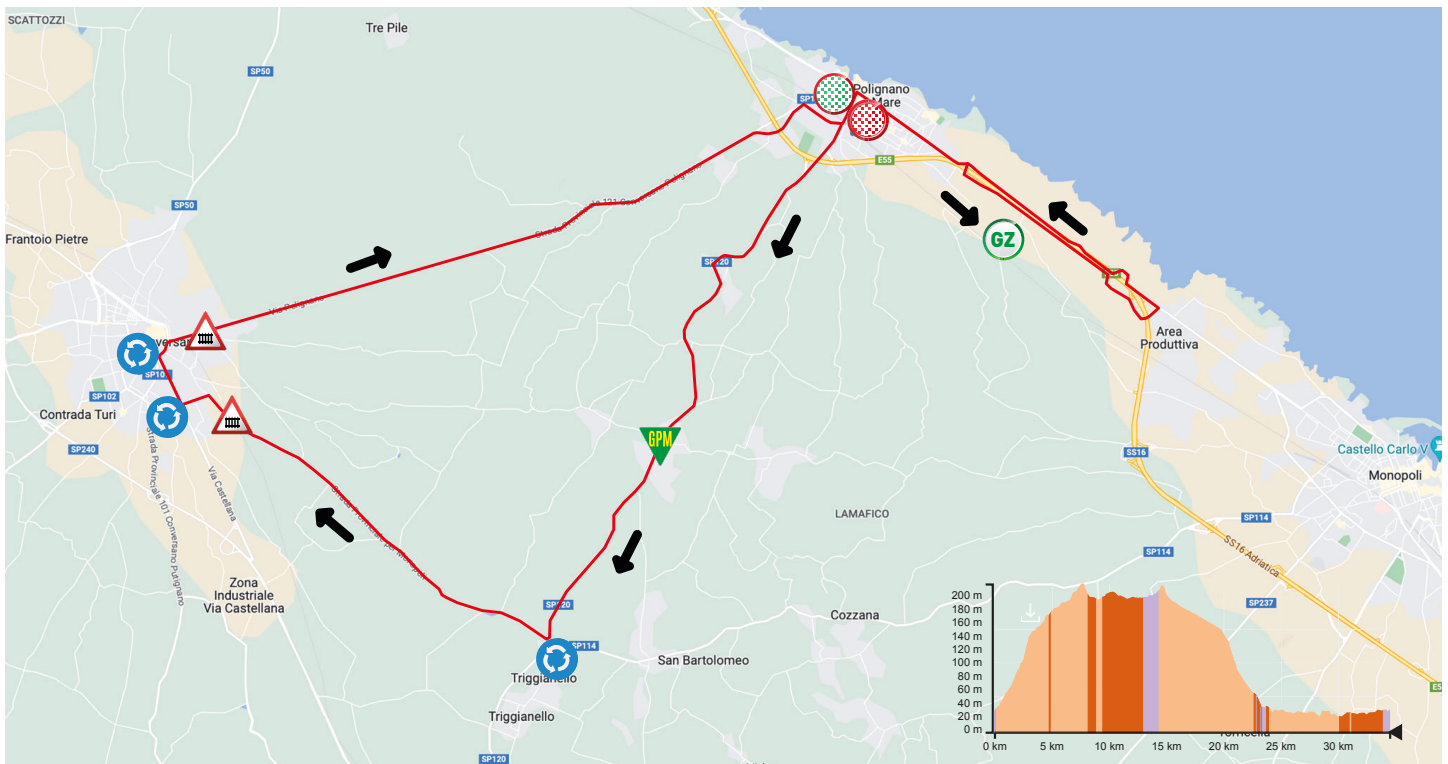 SCATTOZZI
Tre Pile
SP50
Polignano
Mare
E55
SP50
Frantoio Pietre
GZ
Via Polignano
SP120
Area
Produttiva
SP101
SP102
Contrada Turi
SP240
GPM
SS16
Castello Carlo V
Monopoli
Strada Provinciale 101 Conversano Putignano
Via Castellana
LAMAFICO
SP114
SP114
SS16 Adriatica
Zona
Industriale
Via Castellana
SP237
Cozzana
SP114
San Bartolomeo
Triggianello
Triggianello
SP120
200 m
180 m
160 m
140 m
120 m
100 m
80 m
60 m
40 m
20 m
0 m
0 km
5 km
10 km
15 km
20 km
25 km
30 km